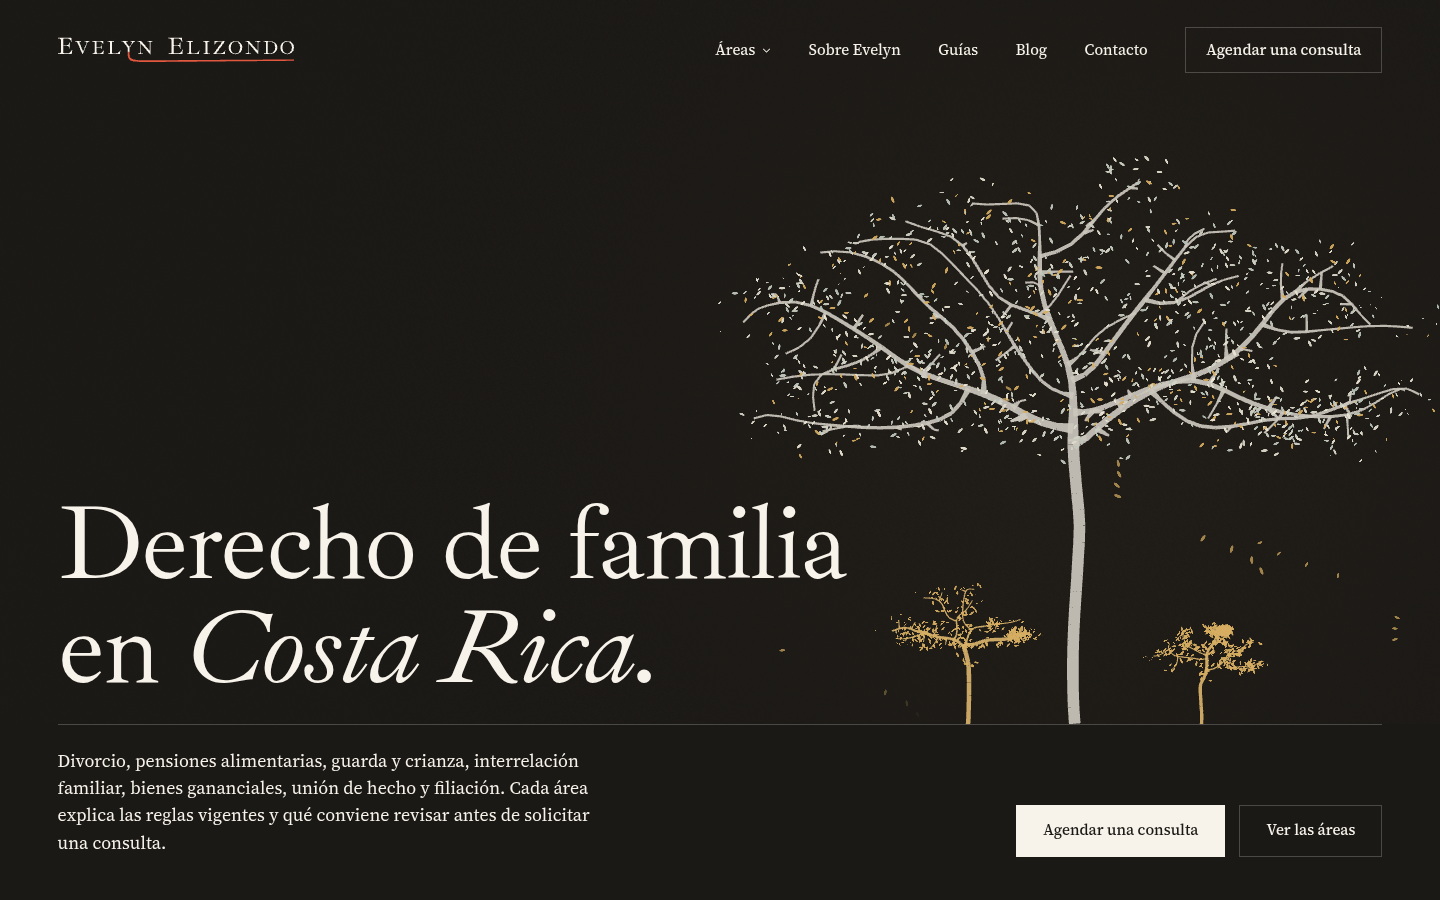 EVELYN ELIZONDO
Áreas
Sobre Evelyn
Guías
Blog
Contacto
Agendar una consulta
Derecho de familia
en Costa Rica.
Divorcio, pensiones alimentarias, guarda y crianza, interrelación
familiar, bienes gananciales, unión de hecho y filiación. Cada área
explica las reglas vigentes y qué conviene revisar antes de solicitar
una consulta.
Agendar una consulta
Ver las áreas